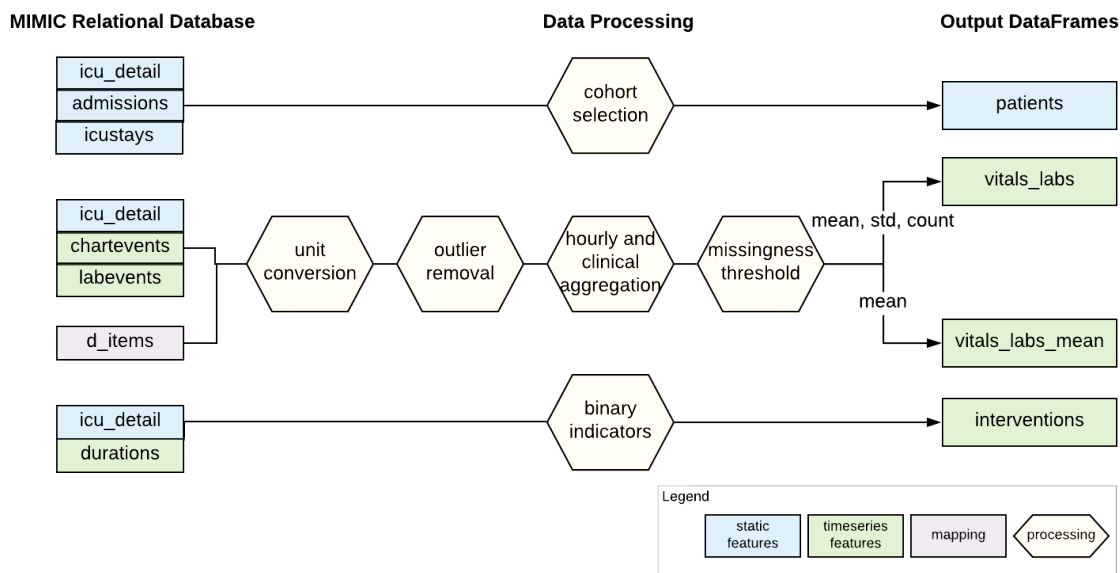 MIMIC Relational Database
Data Processing
Output DataFrames
icu_detail
admissions
icustays
cohort
selection
patients
icu_detail
chartevents
labevents
d_items
unit
conversion
outlier
removal
hourly and
clinical
aggregation
missingness
threshold
mean, std, count
mean
vitals_labs
vitals_labs_mean
icu_detail
durations
binary
indicators
interventions
Legend
static
features
timeseries
features
mapping
processing